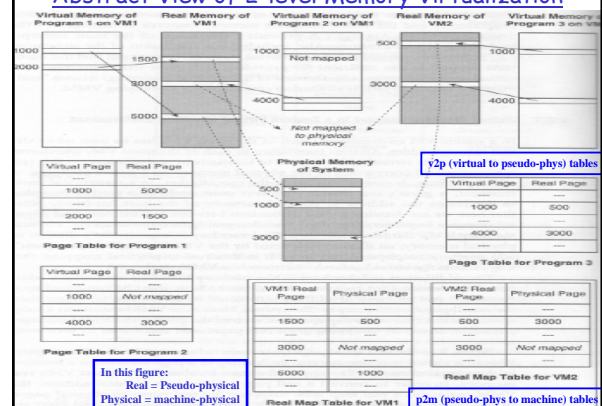 Abstract View of 2-level Memory Virtualization
Virtual Memory of Program 1 on VM1
Real Memory of VM1
Virtual Memory of Program 2 on VM1
Real Memory of VM2
Virtual Memory of Program 3 on VM
1000
2000
1500
3000
5000
1000
Not mapped
4000
500
3000
1000
4000
Not mapped
to physical
memory
Physical Memory
of System
500
1000
3000
v2p (virtual to pseudo-phys) tables
Virtual Page Real Page
---- ----
1000 5000
---- ----
2000 1500
---- ----
Page Table for Program 1
Virtual Page Real Page
---- ----
1000 500
---- ----
4000 3000
---- ----
Page Table for Program 3
Virtual Page Real Page
---- ----
1000 Not mapped
---- ----
4000 3000
---- ----
Page Table for Program 2
VM1 Real Page Physical Page
---- ----
1500 500
---- ----
3000 Not mapped
---- ----
5000 1000
---- ----
Real Map Table for VM1
VM2 Real Page Physical Page
---- ----
500 3000
---- ----
3000 Not mapped
---- ----
Real Map Table for VM2
In this figure:
Real = Pseudo-physical
Physical = machine-physical
p2m (pseudo-phys to machine) tables